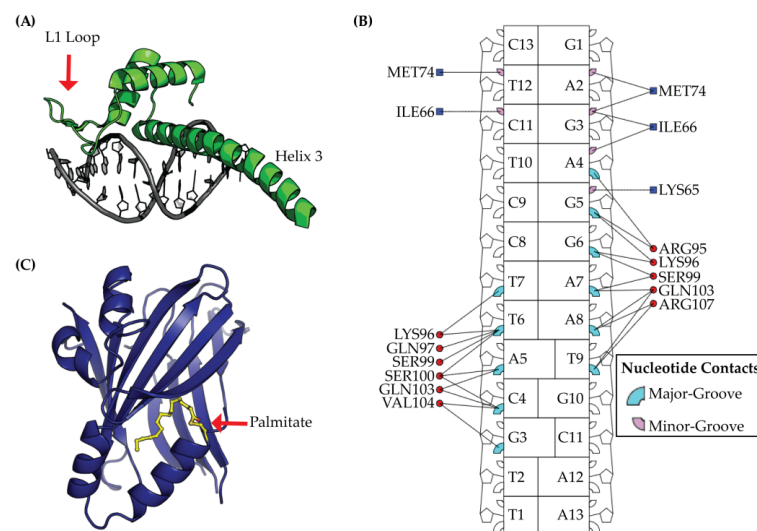 (A)
L1 Loop
Helix 3
(C)
Palmitate
(B)
C13 G1
MET74
T12 A2
MET74
ILE66
C11 G3
ILE66
T10 A4
LYS65
C9 G5
C8 G6
ARG95
LYS96
SER99
GLN103
ARG107
T7 A7
T6 A8
LYS96
GLN97
SER99
SER100
GLN103
VAL104
A5 T9
C4 G10
G3 C11
T2 A12
T1 A13
Nucleotide Contacts
Major-Groove
Minor-Groove